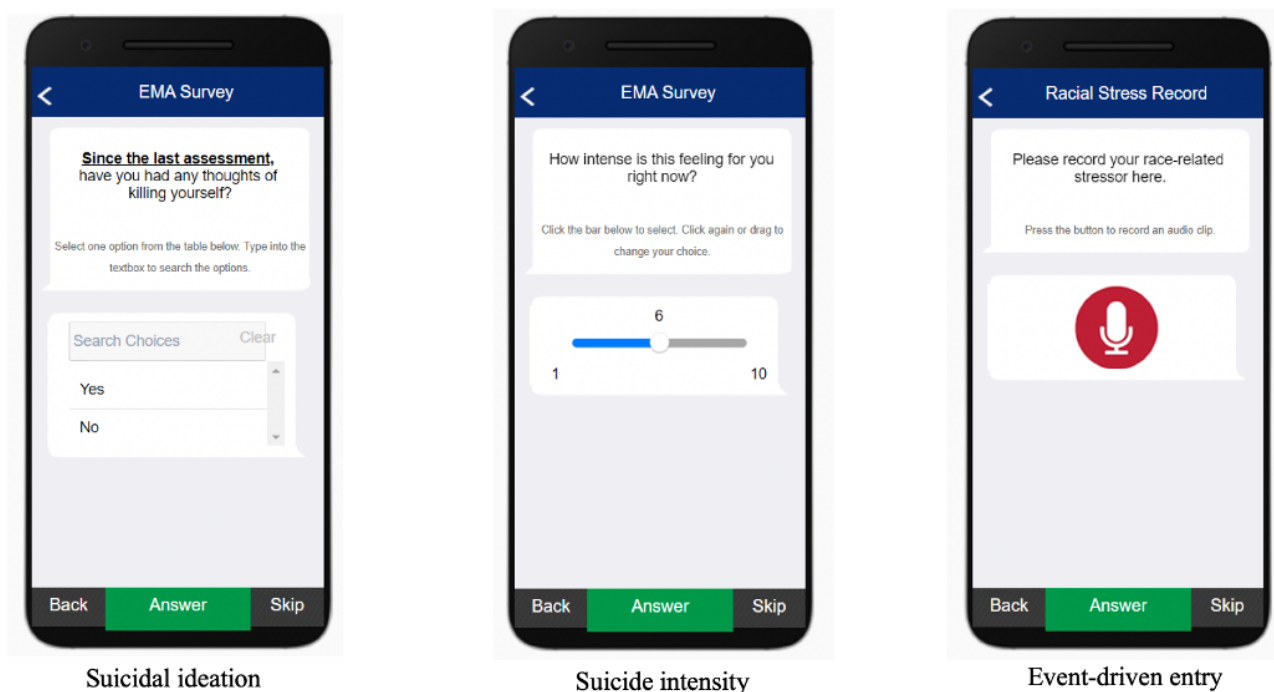 EMA Survey
Since the last assessment,
have you had any thoughts of
killing yourself?
Select one option from the table below. Type into the
textbox to search the options.
Search Choices Clear
Yes
No
Back Answer Skip
Suicidal ideation
EMA Survey
How intense is this feeling for you
right now?
Click the bar below to select. Click again or drag to
change your choice.
6
1 10
Back Answer Skip
Suicide intensity
Racial Stress Record
Please record your race-related
stressor here.
Press the button to record an audio clip.
Back Answer Skip
Event-driven entry